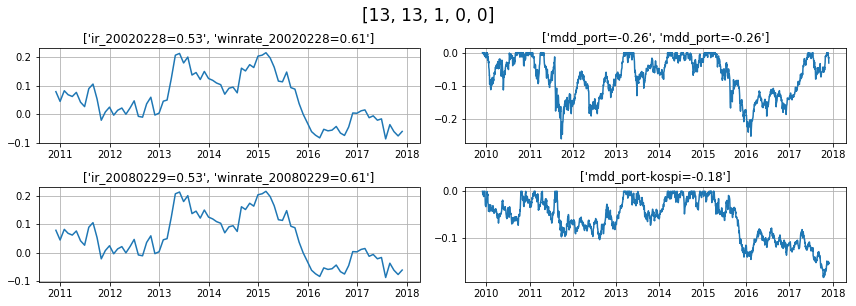 [13, 13, 1, 0, 0]
['ir_20020228=0.53', 'winrate_20020228=0.61']
0.2
0.1
0.0
−0.1
2011 2012 2013 2014 2015 2016 2017 2018
['mdd_port=-0.26', 'mdd_port=-0.26']
0.0
−0.1
−0.2
2010 2011 2012 2013 2014 2015 2016 2017 2018
['ir_20080229=0.53', 'winrate_20080229=0.61']
0.2
0.1
0.0
−0.1
2011 2012 2013 2014 2015 2016 2017 2018
['mdd_port-kospi=-0.18']
0.0
−0.1
2010 2011 2012 2013 2014 2015 2016 2017 2018